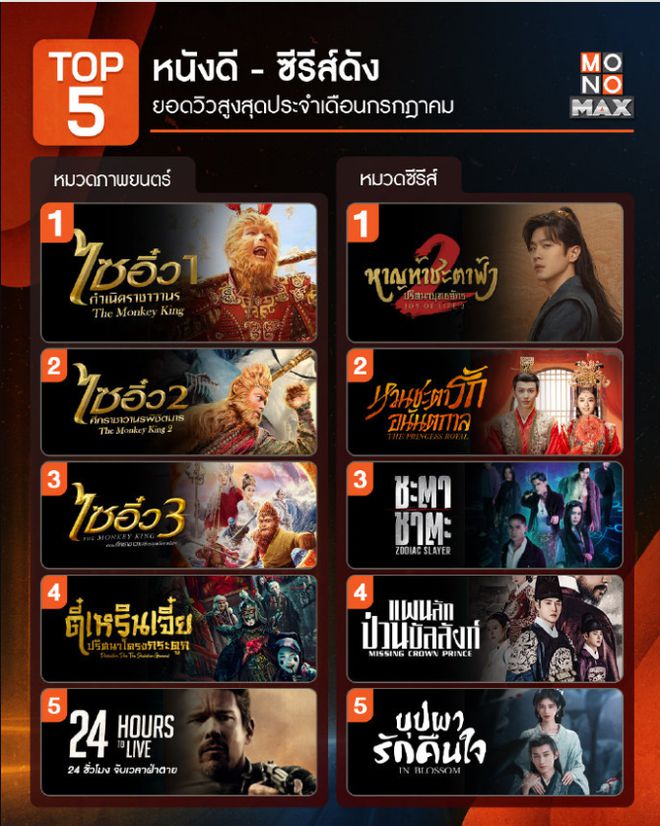 TOP
5
หนังดี - ซีรีส์ดัง
ยอดวิวสูงสุดประจำเดือนกรกฎาคม
MO
NO
MAX
หมวดภาพยนตร์
1
ไซอิ๋ว 1
กำเนิดราชาวานร
The Monkey King
2
ไซอิ๋ว 2
ศึกราชาวานรพิชิตมาร
The Monkey King 2
3
ไซอิ๋ว 3
THE MONKEY KING
4
ตี๋เหรินเจี๋ย
ปริศนาโครงกระดูก
5
24 HOURS
TO LIVE
24 ชั่วโมง จับเวลาฝ่าตาย
หมวดซีรีส์
1
หาญท้าชะตาฟ้า
2
ปริศนายุทธจักร
JOY OF LIFE 2
2
หวนชะตารัก
อนันตกาล
THE PRINCESS ROYAL
3
ชะตา
ชาตะ
ZODIAC SLAYER
4
แผนลัก
ป่วนบัลลังก์
MISSING CROWN PRINCE
5
บุปผา
รักคืนใจ
IN BLOSSOM